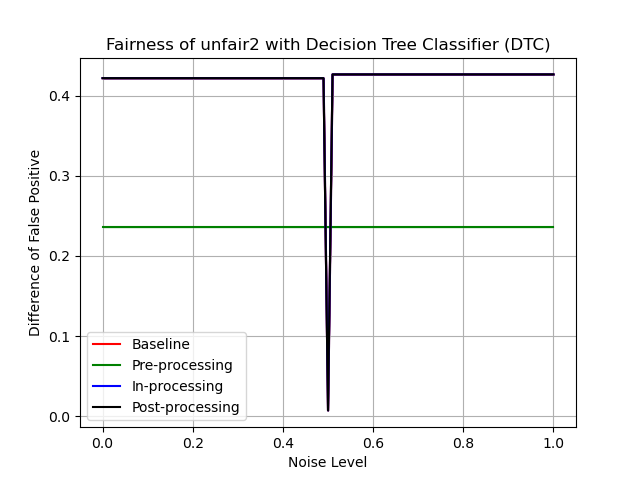 Fairness of unfair2 with Decision Tree Classifier (DTC)
Difference of False Positive
0.4
0.3
0.2
0.1
0.0
Baseline
Pre-processing
In-processing
Post-processing
0.0 0.2 0.4 0.6 0.8 1.0
Noise Level